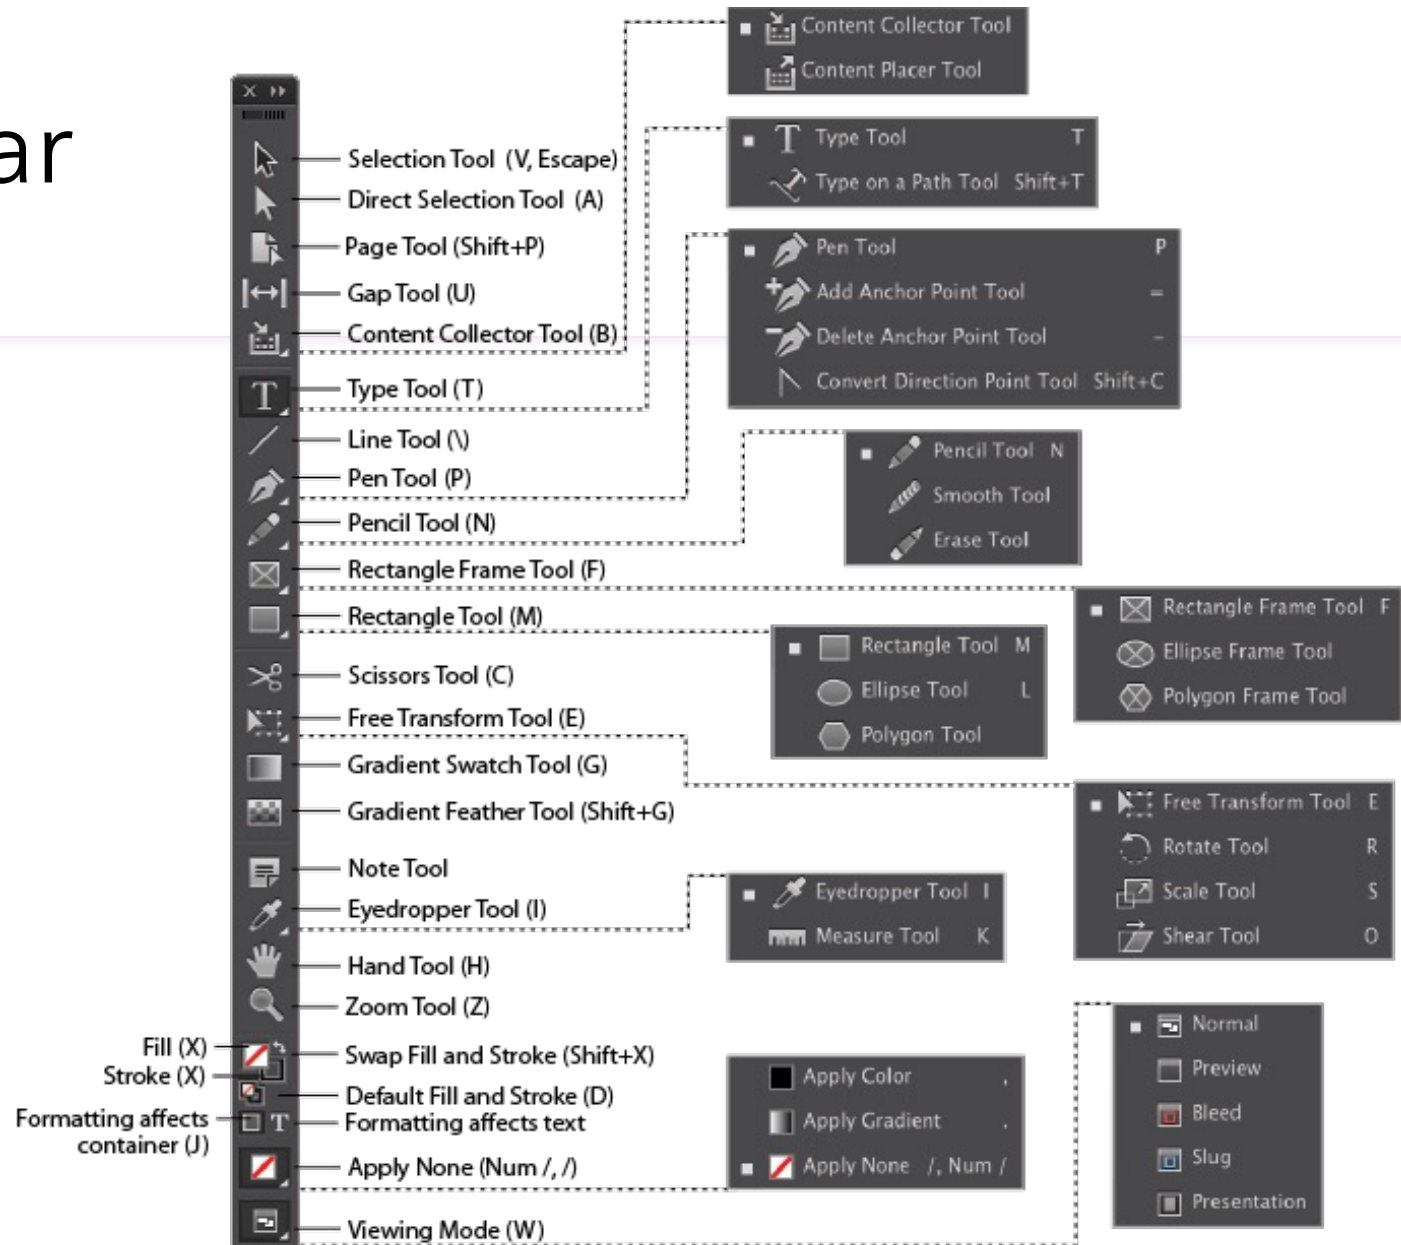 ar
Selection Tool (V, Escape)
Direct Selection Tool (A)
Page Tool (Shift+P)
Gap Tool (U)
Content Collector Tool (B)
Type Tool (T)
Line Tool (\)
Pen Tool (P)
Pencil Tool (N)
Rectangle Frame Tool (F)
Rectangle Tool (M)
Scissors Tool (C)
Free Transform Tool (E)
Gradient Swatch Tool (G)
Gradient Feather Tool (Shift+G)
Note Tool
Eyedropper Tool (I)
Hand Tool (H)
Zoom Tool (Z)
Fill (X)
Stroke (X)
Swap Fill and Stroke (Shift+X)
Default Fill and Stroke (D)
Formatting affects
container (J)
Formatting affects text
Apply None (Num /, /)
Viewing Mode (W)
Content Collector Tool
Content Placer Tool
Type Tool T
Type on a Path Tool Shift+T
Pen Tool P
Add Anchor Point Tool =
Delete Anchor Point Tool -
Convert Direction Point Tool Shift+C
Pencil Tool N
Smooth Tool
Erase Tool
Rectangle Frame Tool F
Ellipse Frame Tool
Polygon Frame Tool
Rectangle Tool M
Ellipse Tool L
Polygon Tool
Free Transform Tool E
Rotate Tool R
Scale Tool S
Shear Tool O
Eyedropper Tool I
Measure Tool K
Apply Color ,
Apply Gradient .
Apply None /, Num /
Normal
Preview
Bleed
Slug
Presentation